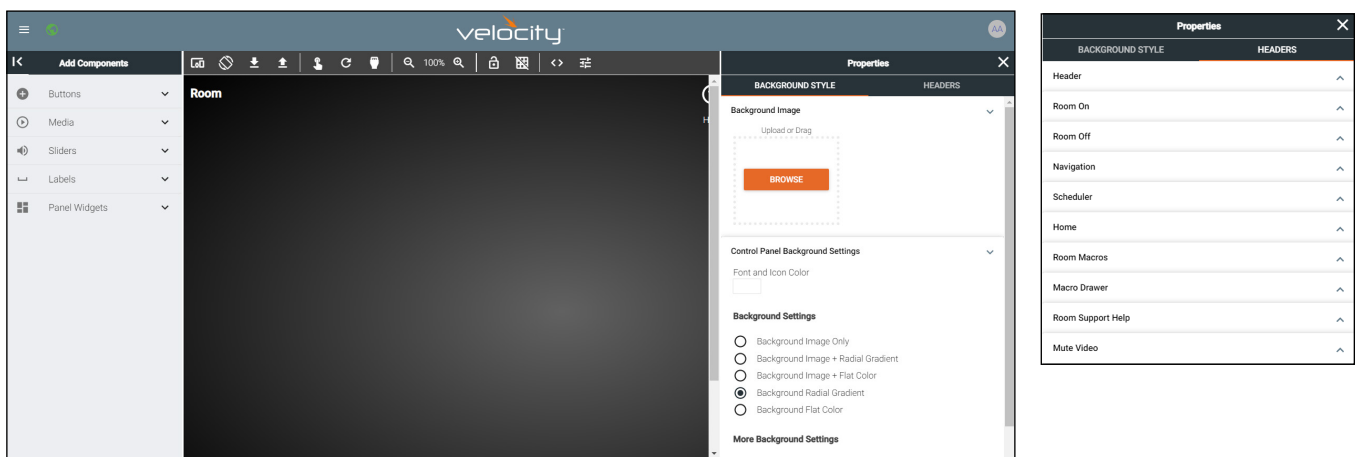 velocity
AA
Add Components
100%
Properties
Buttons
Media
Sliders
Labels
Panel Widgets
Room
H
BACKGROUND STYLE HEADERS
Background Image
Upload or Drag
BROWSE
Control Panel Background Settings
Font and Icon Color
Background Settings
Background Image Only
Background Image + Radial Gradient
Background Image + Flat Color
Background Radial Gradient
Background Flat Color
More Background Settings
Properties
BACKGROUND STYLE HEADERS
Header
Room On
Room Off
Navigation
Scheduler
Home
Room Macros
Macro Drawer
Room Support Help
Mute Video